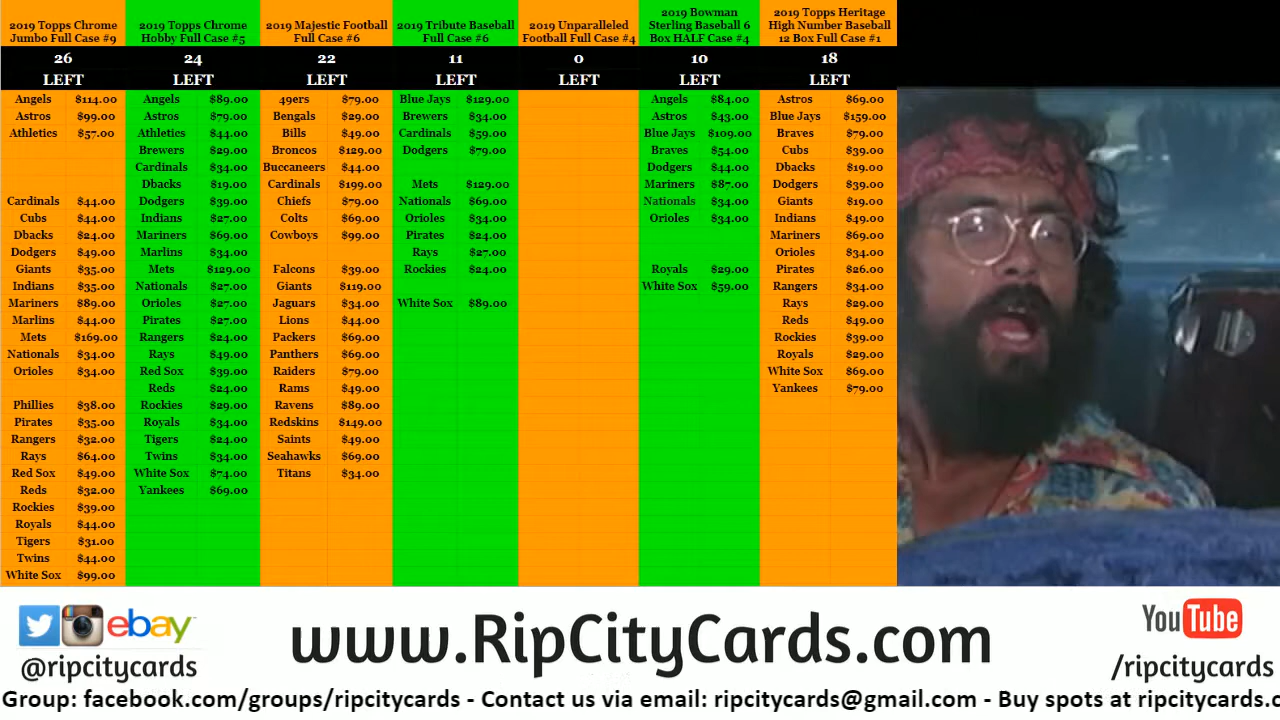 2019 Topps Chrome
Jumbo Full Case #9
26
LEFT
Angels $114.00
Astros $99.00
Athletics $57.00
Cardinals $44.00
Cubs $44.00
Dbacks $24.00
Dodgers $49.00
Giants $35.00
Indians $35.00
Mariners $89.00
Marlins $44.00
Mets $169.00
Nationals $34.00
Orioles $34.00
Phillies $38.00
Pirates $35.00
Rangers $32.00
Rays $64.00
Red Sox $49.00
Reds $32.00
Rockies $39.00
Royals $44.00
Tigers $31.00
Twins $44.00
White Sox $99.00
2019 Topps Chrome
Hobby Full Case #5
24
LEFT
Angels $89.00
Astros $79.00
Athletics $44.00
Brewers $29.00
Cardinals $34.00
Dbacks $19.00
Dodgers $39.00
Indians $27.00
Mariners $69.00
Marlins $34.00
Mets $129.00
Nationals $27.00
Orioles $27.00
Pirates $27.00
Rangers $24.00
Rays $49.00
Red Sox $39.00
Reds $24.00
Rockies $29.00
Royals $34.00
Tigers $24.00
Twins $34.00
White Sox $74.00
Yankees $69.00
2019 Majestic Football
Full Case #6
22
LEFT
49ers $79.00
Bengals $29.00
Bills $49.00
Broncos $129.00
Buccaneers $44.00
Cardinals $199.00
Chiefs $79.00
Colts $69.00
Cowboys $99.00
Falcons $39.00
Giants $119.00
Jaguars $34.00
Lions $44.00
Packers $69.00
Panthers $69.00
Raiders $79.00
Rams $49.00
Ravens $89.00
Redskins $149.00
Saints $49.00
Seahawks $69.00
Titans $34.00
2019 Tribute Baseball
Full Case #6
11
LEFT
Blue Jays $129.00
Brewers $34.00
Cardinals $59.00
Dodgers $79.00
Mets $129.00
Nationals $69.00
Orioles $34.00
Pirates $24.00
Rays $27.00
Rockies $24.00
White Sox $89.00
2019 Unparalleled
Football Full Case #4
0
LEFT
2019 Bowman
Sterling Baseball 6
Box HALF Case #4
10
LEFT
Angels $84.00
Astros $43.00
Blue Jays $109.00
Braves $54.00
Dodgers $44.00
Mariners $87.00
Nationals $34.00
Orioles $34.00
Royals $29.00
White Sox $59.00
2019 Topps Heritage
High Number Baseball
12 Box Full Case #1
18
LEFT
Astros $69.00
Blue Jays $159.00
Braves $79.00
Cubs $39.00
Dbacks $19.00
Dodgers $39.00
Giants $19.00
Indians $49.00
Mariners $69.00
Orioles $34.00
Pirates $26.00
Rangers $34.00
Rays $29.00
Reds $49.00
Rockies $39.00
Royals $29.00
White Sox $69.00
Yankees $79.00
ebay
@ripcitycards
www.RipCityCards.com
YouTube
/ripcitycards
Group: facebook.com/groups/ripcitycards - Contact us via email: ripcitycards@gmail.com - Buy spots at ripcitycards.c